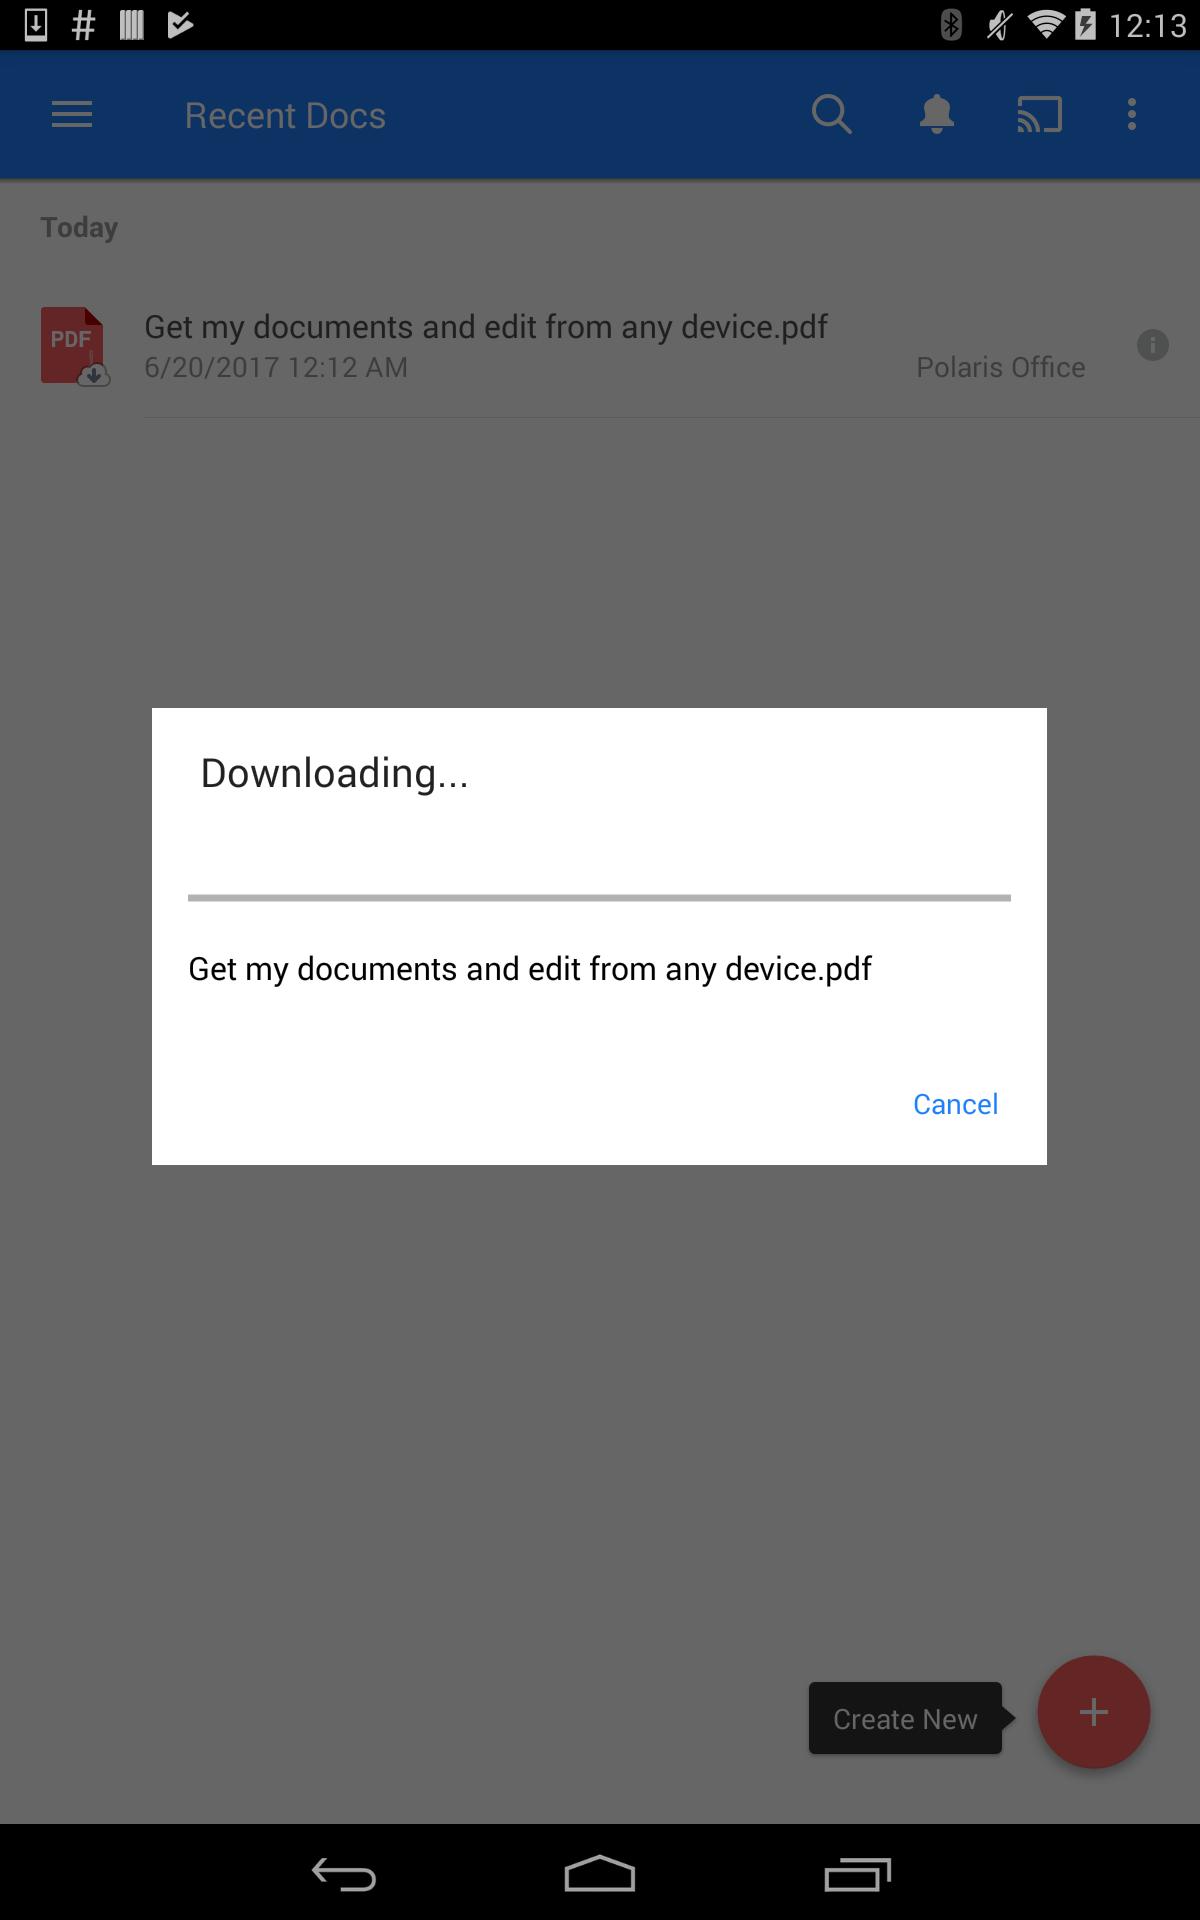 12:13
Recent Docs
Today
PDF
Get my documents and edit from any device.pdf
6/20/2017 12:12 AM
Polaris Office
Downloading...
Get my documents and edit from any device.pdf
Cancel
Create New